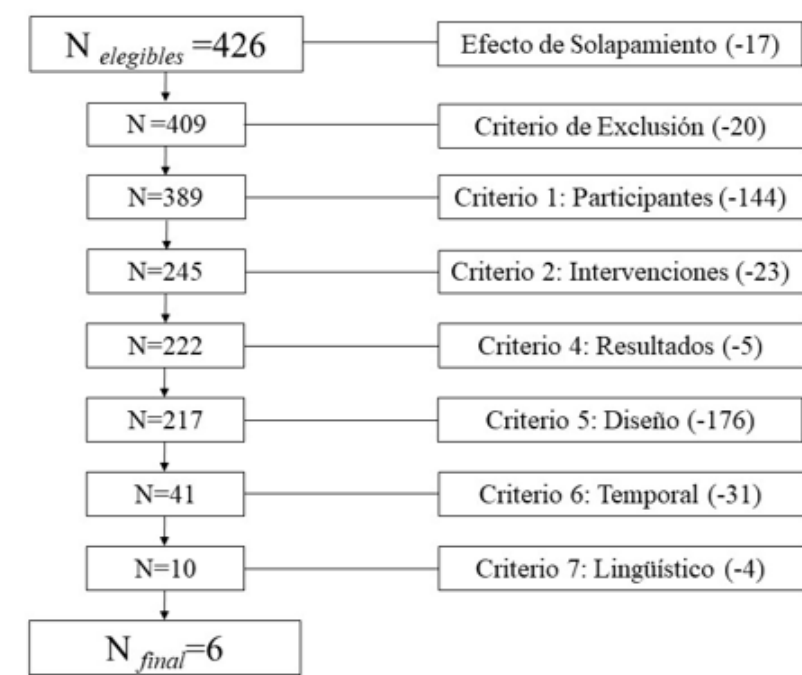 N elegibles =426
Efecto de Solapamiento (-17)
N =409
Criterio de Exclusión (-20)
N=389
Criterio 1: Participantes (-144)
N=245
Criterio 2: Intervenciones (-23)
N=222
Criterio 4: Resultados (-5)
N=217
Criterio 5: Diseño (-176)
N=41
Criterio 6: Temporal (-31)
N=10
Criterio 7: Lingüístico (-4)
N final=6